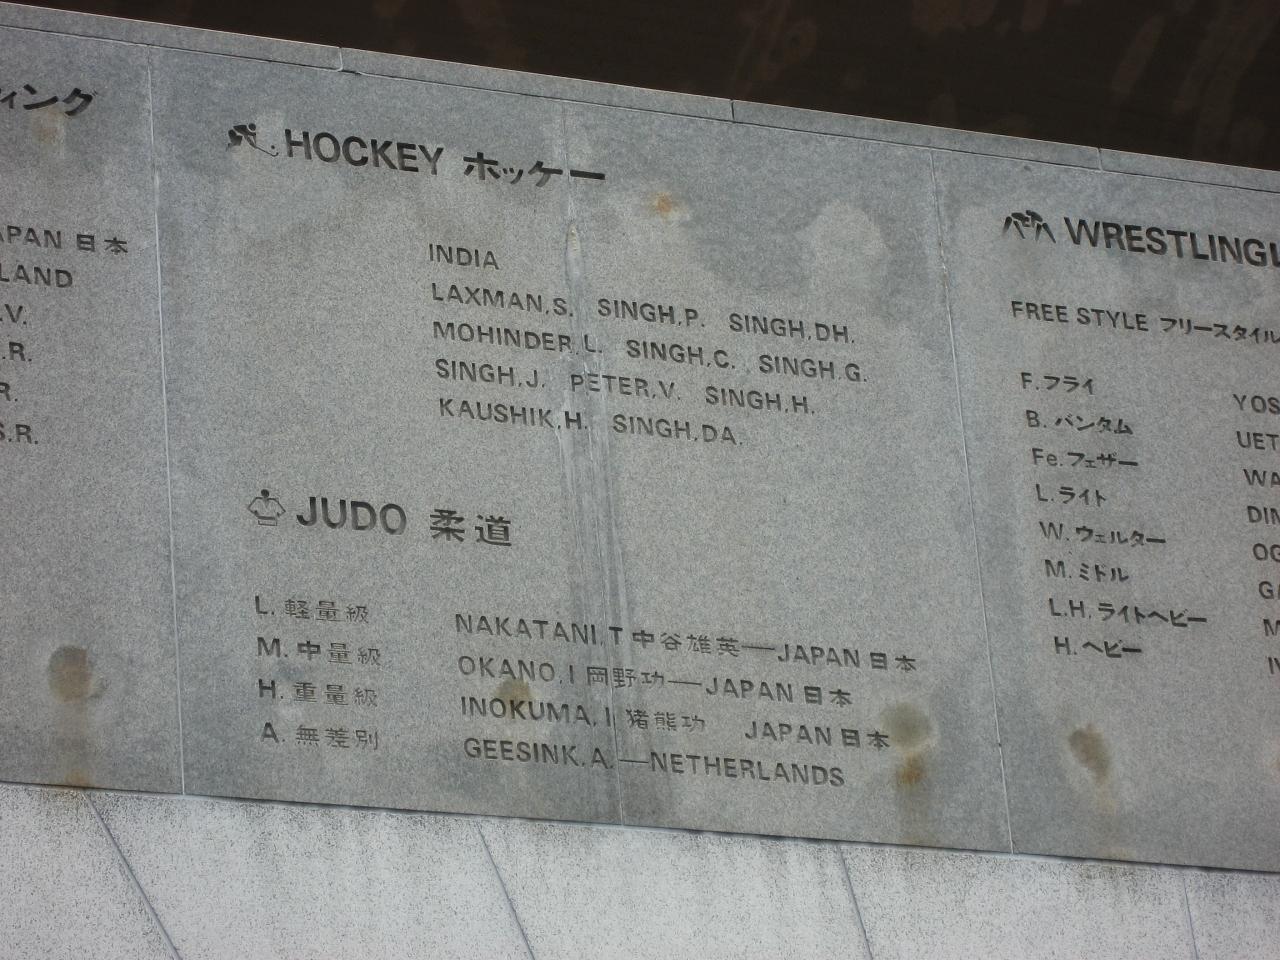 ィング
APAN 日本
LAND
.V.
.R.
R.
S.R.
HOCKEY ホッケー
INDIA
LAXMAN,S. SINGH,P. SINGH,DH.
MOHINDER,L. SINGH,C. SINGH,G.
SINGH,J. PETER,V. SINGH,H.
KAUSHIK,H. SINGH,DA.
JUDO 柔道
L. 軽量級 NAKATANI,T 中谷雄英—JAPAN 日本
M. 中量級 OKANO,I 岡野功—JAPAN 日本
H. 重量級 INOKUMA,I 猪熊功 JAPAN 日本
A. 無差別 GEESINK,A.—NETHERLANDS
WRESTLING
FREE STYLE フリースタイル
F. フライ YOS
B. バンタム UET
Fe. フェザー WA
L. ライト DIN
W. ウェルター OG
M. ミドル GA
L.H. ライトヘビー M
H. ヘビー